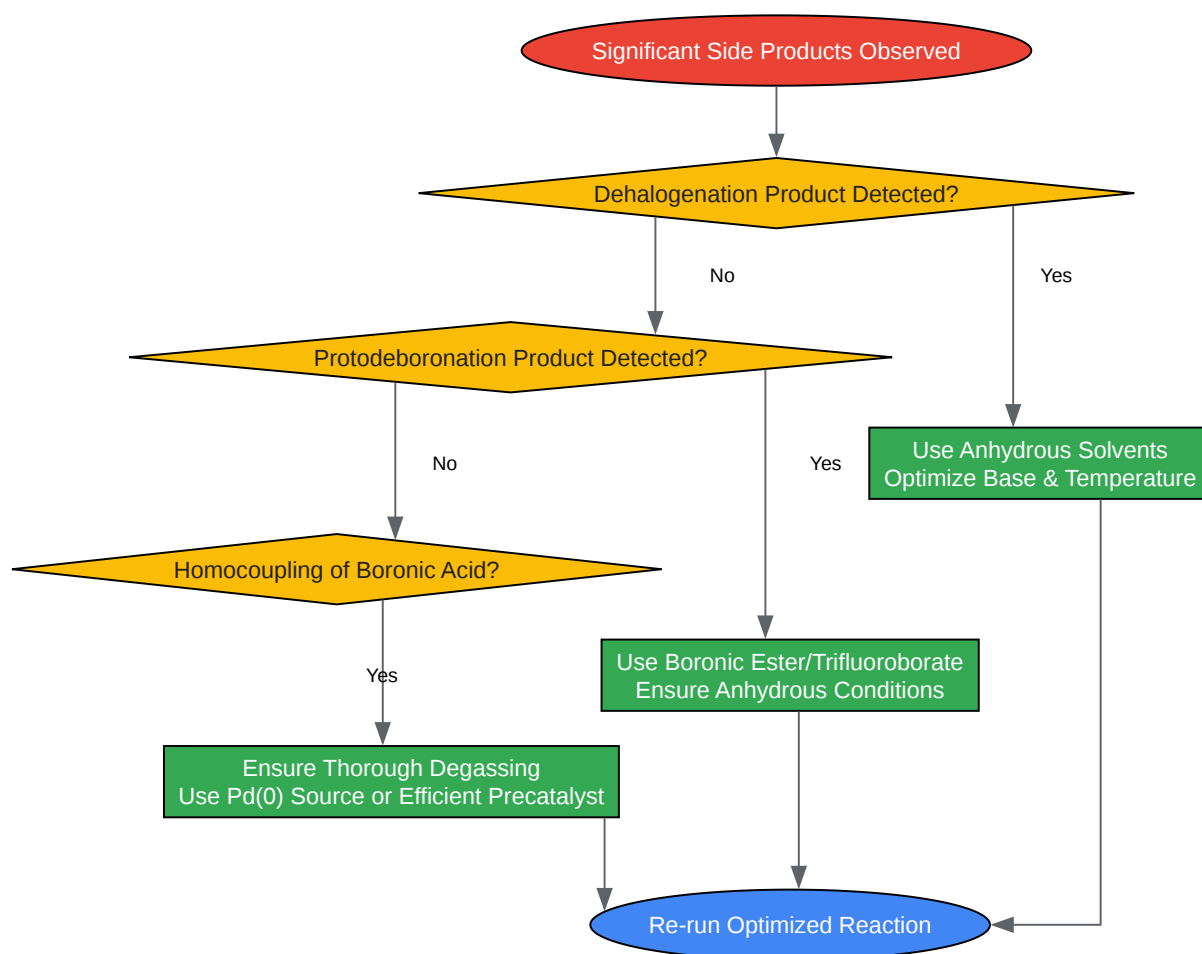 Significant Side Products Observed
Dehalogenation Product Detected?
No
Yes
Protodeboronation Product Detected?
No
Yes
Use Anhydrous Solvents
Optimize Base & Temperature
Homocoupling of Boronic Acid?
Yes
Use Boronic Ester/Trifluoroborate
Ensure Anhydrous Conditions
Ensure Thorough Degassing
Use Pd(0) Source or Efficient Precatalyst
Re-run Optimized Reaction